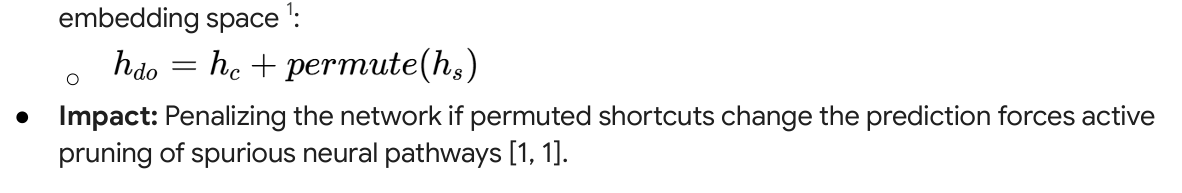 embedding space ¹:
○ h_do = h_c + permute(h_s)
● Impact: Penalizing the network if permuted shortcuts change the prediction forces active
pruning of spurious neural pathways [1, 1].